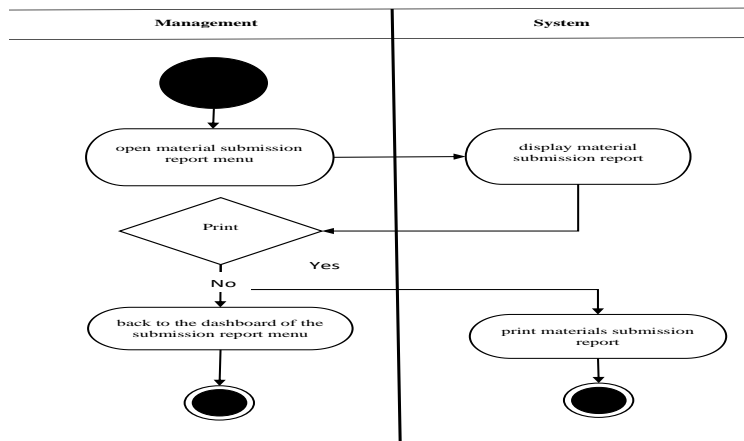 Management
System
open material submission
report menu
display material
submission report
Print
Yes
No
back to the dashboard of the
submission report menu
print materials submission
report